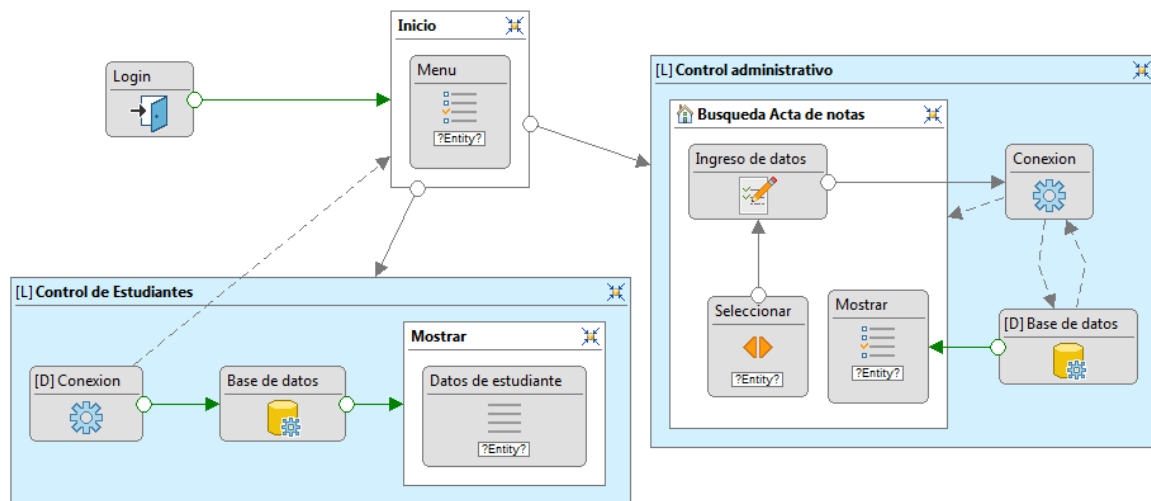 Inicio
Login
Menu
?Entity?
[L] Control administrativo
Busqueda Acta de notas
Ingreso de datos
Conexion
Seleccionar
?Entity?
Mostrar
?Entity?
[D] Base de datos
[L] Control de Estudiantes
Mostrar
[D] Conexion
Base de datos
Datos de estudiante
?Entity?